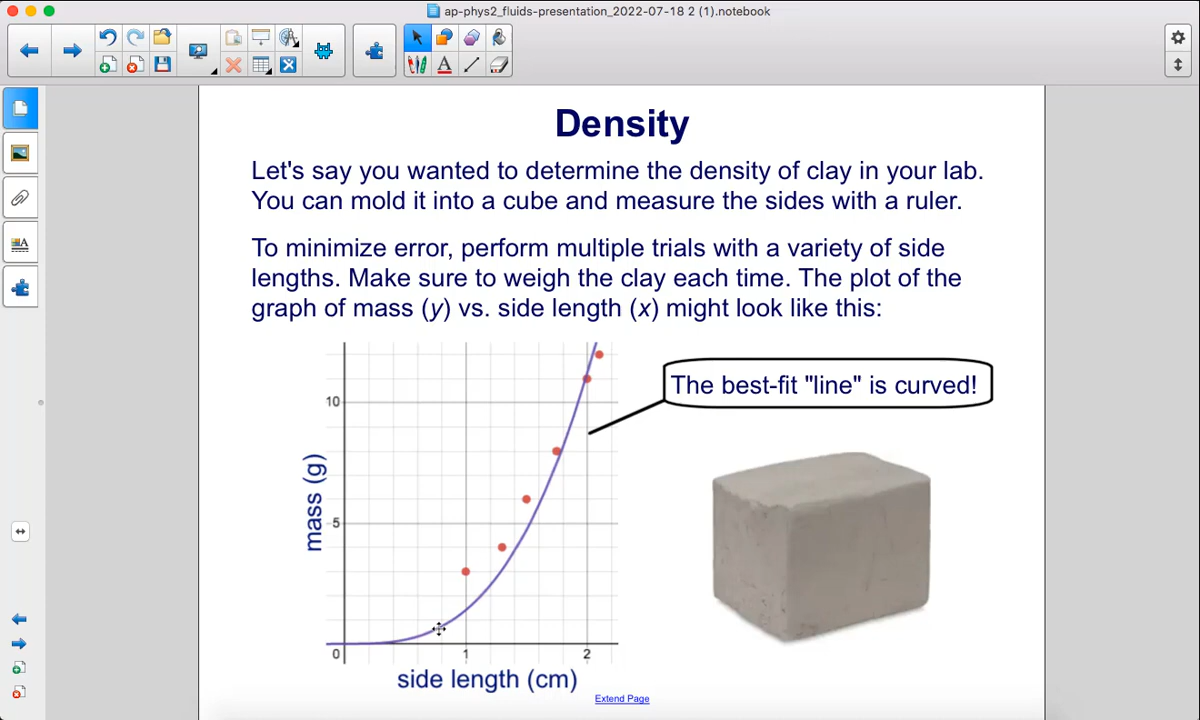 ap-phys2_fluids-presentation_2022-07-18 2 (1).notebook
Density
Let's say you wanted to determine the density of clay in your lab.
You can mold it into a cube and measure the sides with a ruler.
To minimize error, perform multiple trials with a variety of side
lengths. Make sure to weigh the clay each time. The plot of the
graph of mass (y) vs. side length (x) might look like this:
The best-fit "line" is curved!
10
mass (g)
5
0
1
2
side length (cm)
Extend Page